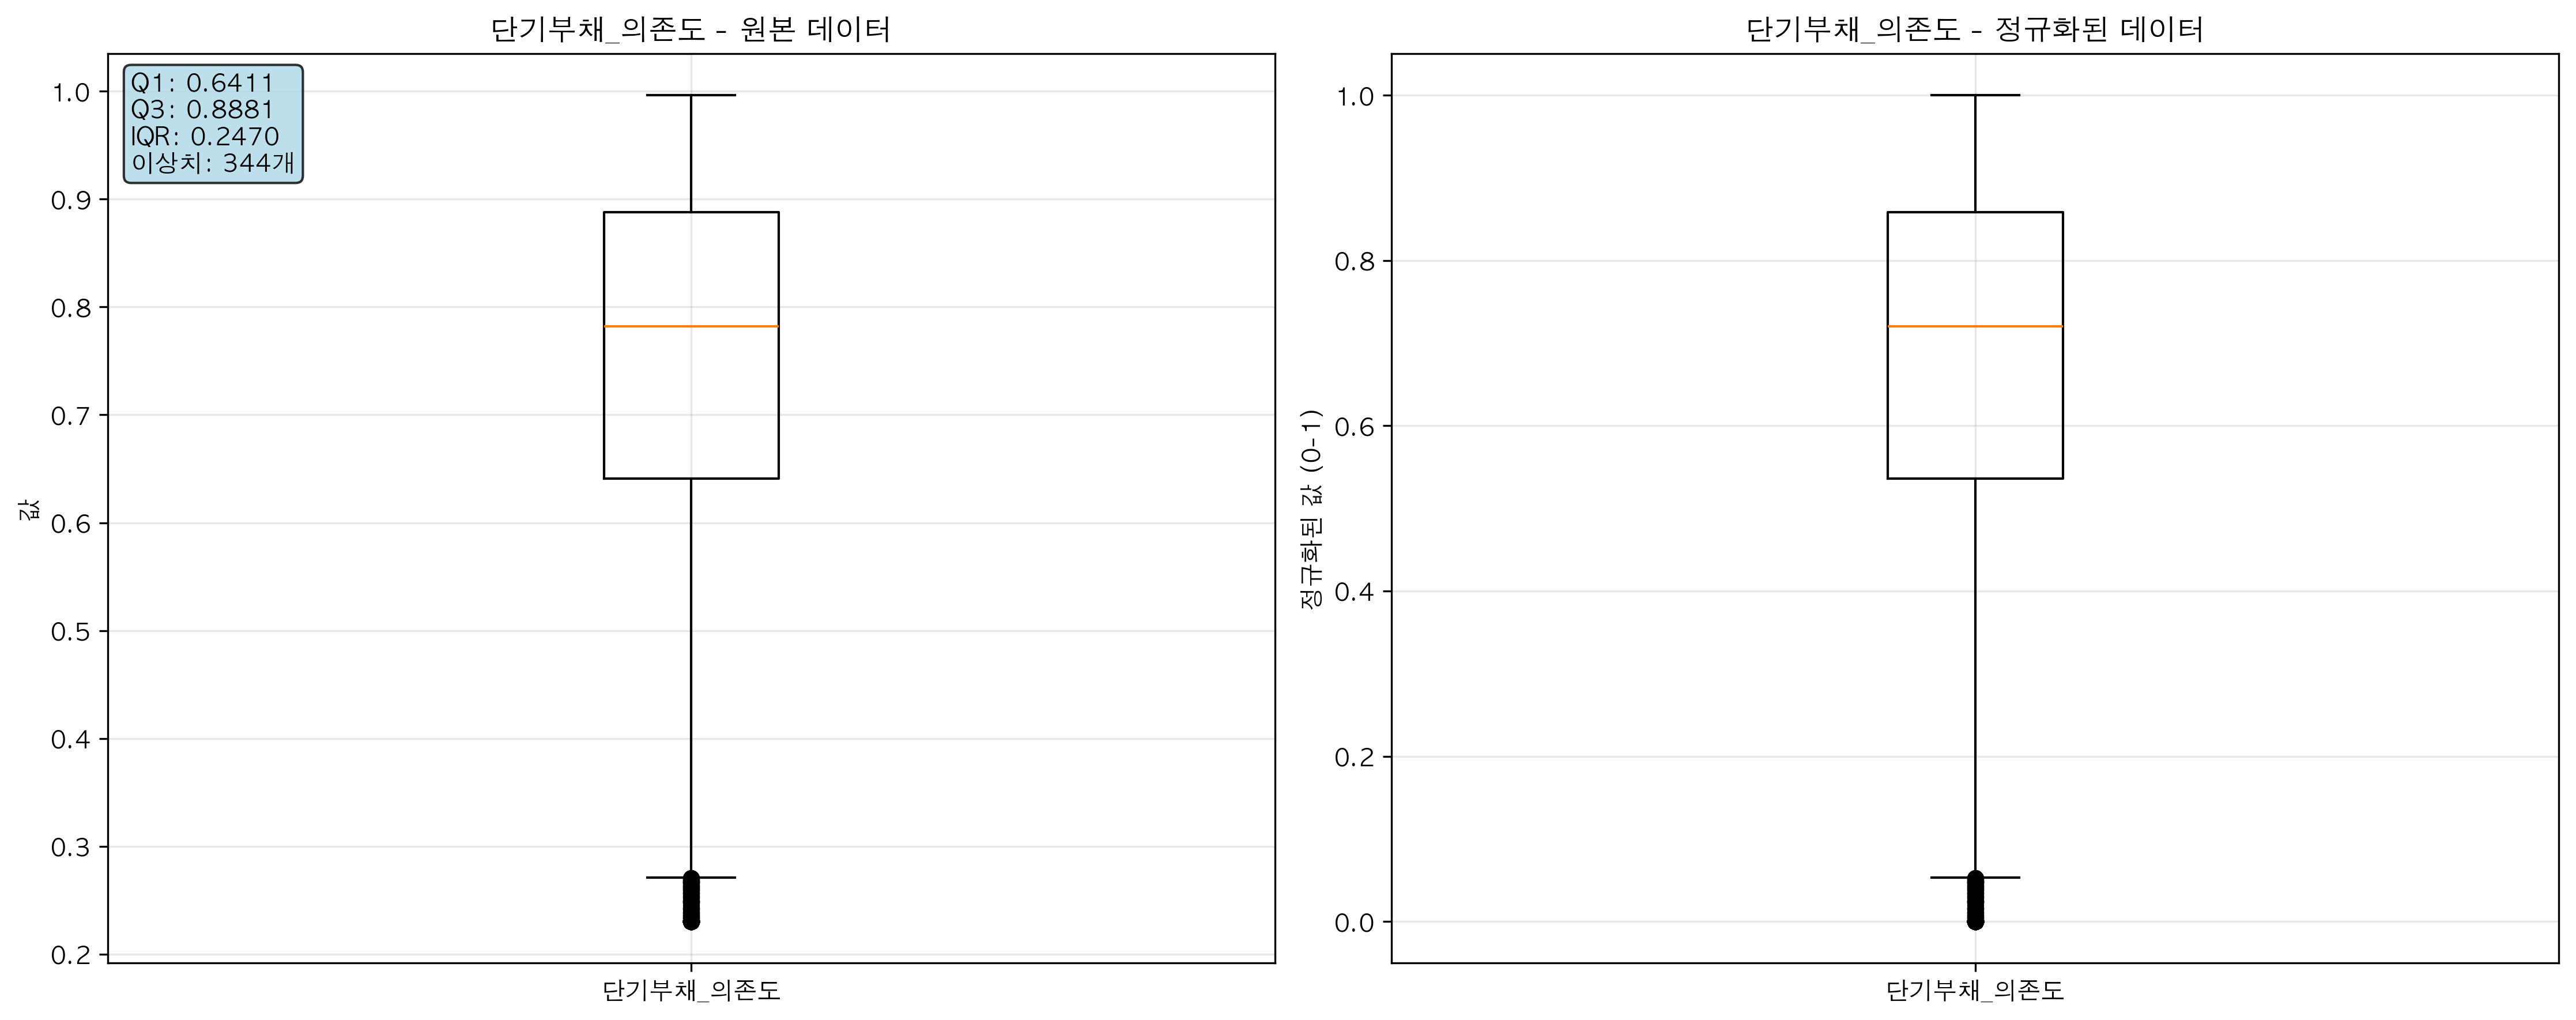 단기부채_의존도 - 원본 데이터
Q1: 0.6411
Q3: 0.8881
IQR: 0.2470
이상치: 344개
1.0
0.9
0.8
0.7
0.6
0.5
0.4
0.3
0.2
값
단기부채_의존도
단기부채_의존도 - 정규화된 데이터
1.0
0.8
0.6
0.4
0.2
0.0
정규화된 값 (0-1)
단기부채_의존도